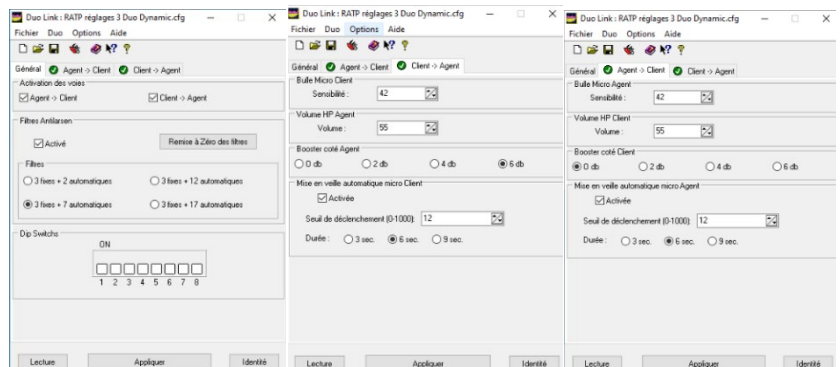 Duo Link : RATP réglages 3 Duo Dynamic.cfg
Fichier Duo Options Aide
Général Agent -> Client Client -> Agent
Activation des voies
Agent -> Client Client -> Agent
Filtres Antilarsen
Activé Remise à Zéro des filtres
Filtres
3 fixes + 2 automatiques 3 fixes + 12 automatiques
3 fixes + 7 automatiques 3 fixes + 17 automatiques
Dip Switchs
ON
1 2 3 4 5 6 7 8
Lecture Appliquer Identité
Duo Link : RATP réglages 3 Duo Dynamic.cfg
Fichier Duo Options Aide
Général Agent -> Client Client -> Agent
Bulle Micro Client
Sensibilité : 42
Volume HP Agent
Volume : 55
Booster coté Agent
0 db 2 db 4 db 6 db
Mise en veille automatique micro Client
Activée
Seuil de déclenchement (0-1000): 12
Durée : 3 sec. 6 sec. 9 sec.
Lecture Appliquer Identité
Duo Link : RATP réglages 3 Duo Dynamic.cfg
Fichier Duo Options Aide
Général Agent -> Client Client -> Agent
Bulle Micro Agent
Sensibilité : 42
Volume HP Client
Volume : 55
Booster coté Client
0 db 2 db 4 db 6 db
Mise en veille automatique micro Agent
Activée
Seuil de déclenchement (0-1000): 12
Durée : 3 sec. 6 sec. 9 sec.
Lecture Appliquer Identité